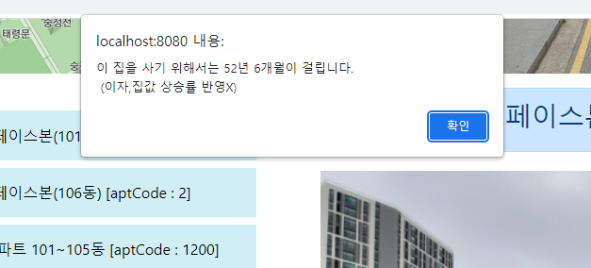 숭정전
태령문
숭
localhost:8080 내용:
이 집을 사기 위해서는 52년 6개월이 걸립니다.
(이자,집값 상승률 반영X)
확인
페이스본
페이스본(101
페이스본(106동) [aptCode : 2]
파트 101~105동 [aptCode : 1200]